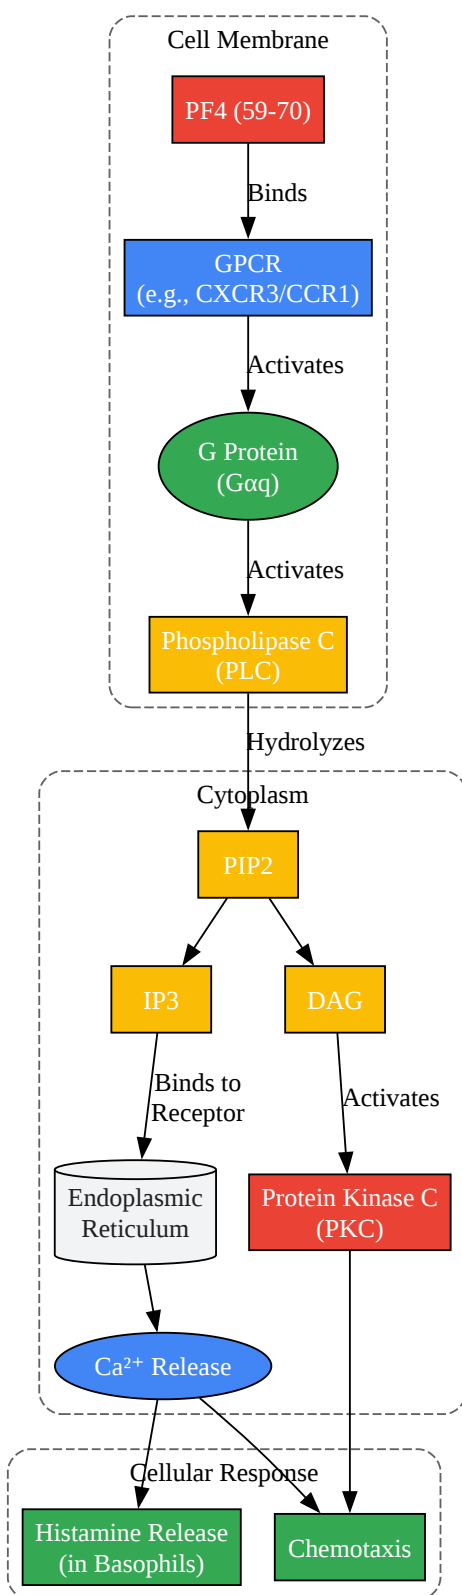 Cell Membrane
PF4 (59-70)
Binds
GPCR
(e.g., CXCR3/CCR1)
Activates
G Protein
(Gαq)
Activates
Phospholipase C
(PLC)
Hydrolyzes
Cytoplasm
PIP2
IP3
DAG
Binds to
Receptor
Activates
Endoplasmic
Reticulum
Protein Kinase C
(PKC)
Ca²⁺ Release
Cellular Response
Histamine Release
(in Basophils)
Chemotaxis